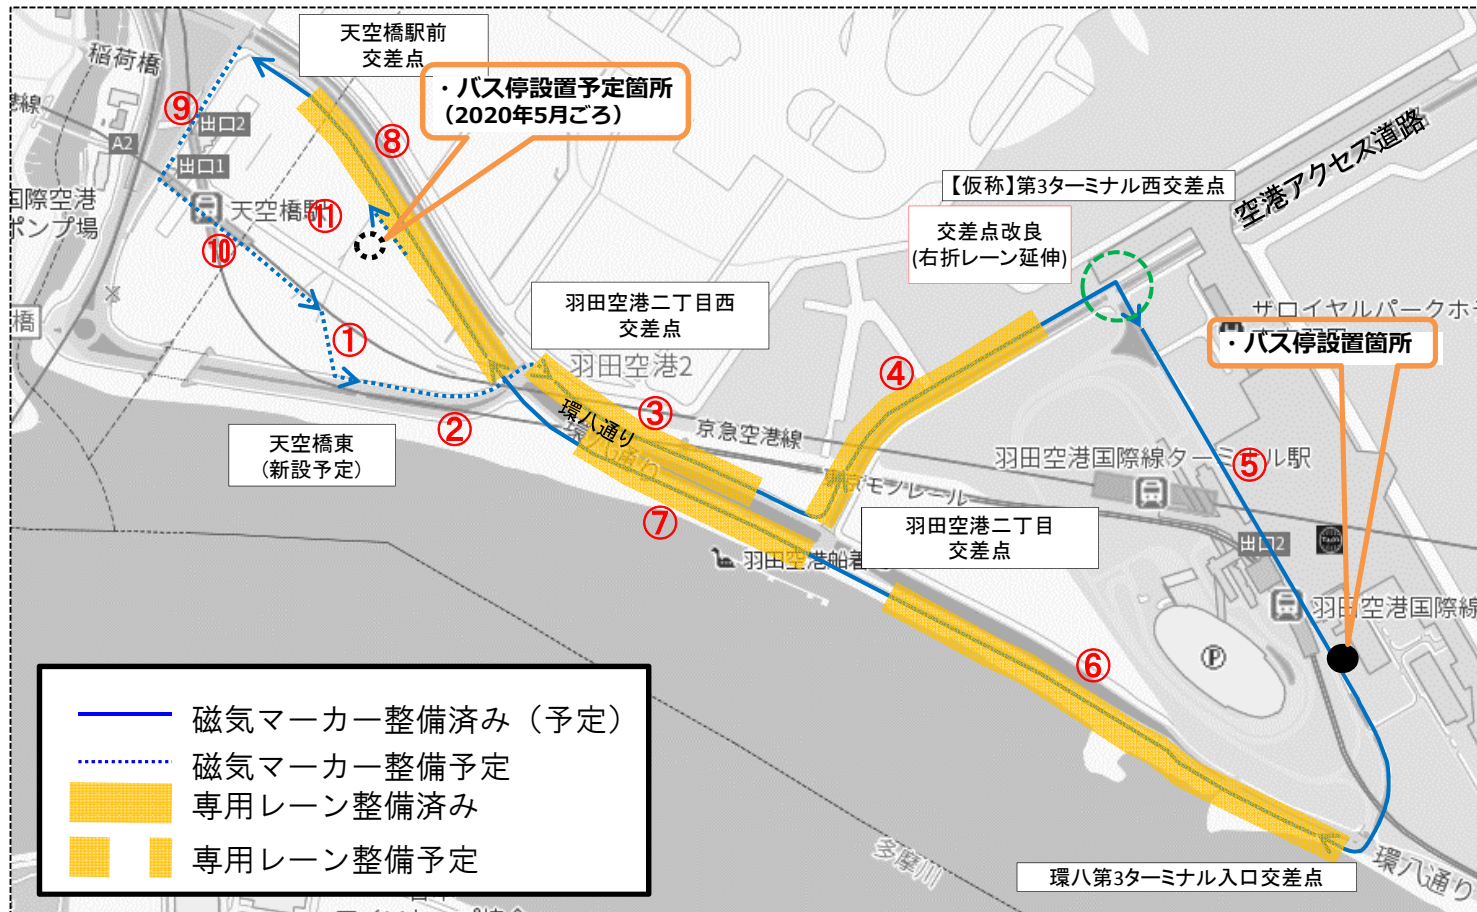 天空橋駅前
交差点
稲荷橋
・バス停設置予定箇所
（2020年5月ごろ）
⑨
出口2
A2
⑧
出口1
空港アクセス道路
【仮称】第3ターミナル西交差点
国際空港
ポンプ場
天空橋駅
⑪
⑩
交差点改良
(右折レーン延伸)
羽田空港二丁目西
交差点
橋
①
ザロイヤルパークホ
・バス停設置箇所
羽田空港2
④
③
環八通り
②
京急空港線
天空橋東
（新設予定）
環八通り
羽田空港国際線ターミナル駅
⑤
東京モノレール
⑦
羽田空港二丁目
交差点
出口2
羽田空港船着
羽田空港国際線
P
⑥
磁気マーカー整備済み（予定）
磁気マーカー整備予定
専用レーン整備済み
専用レーン整備予定
多摩川
環八通り
環八第3ターミナル入口交差点